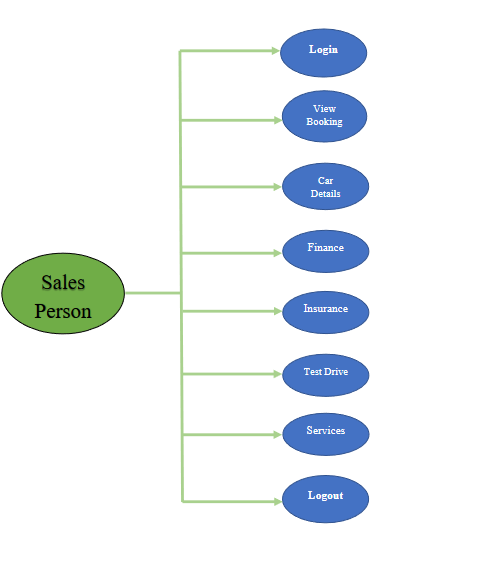 Login
View
Booking
Car
Details
Finance
Sales
Person
Insurance
Test Drive
Services
Logout